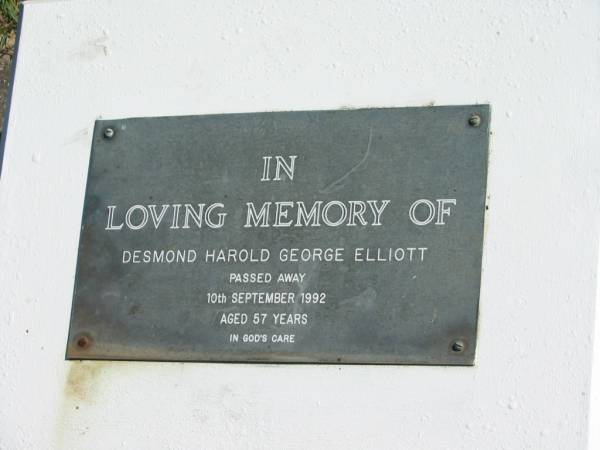 IN
LOVING MEMORY OF
DESMOND HAROLD GEORGE ELLIOTT
PASSED AWAY
10th SEPTEMBER 1992
AGED 57 YEARS
IN GOD'S CARE